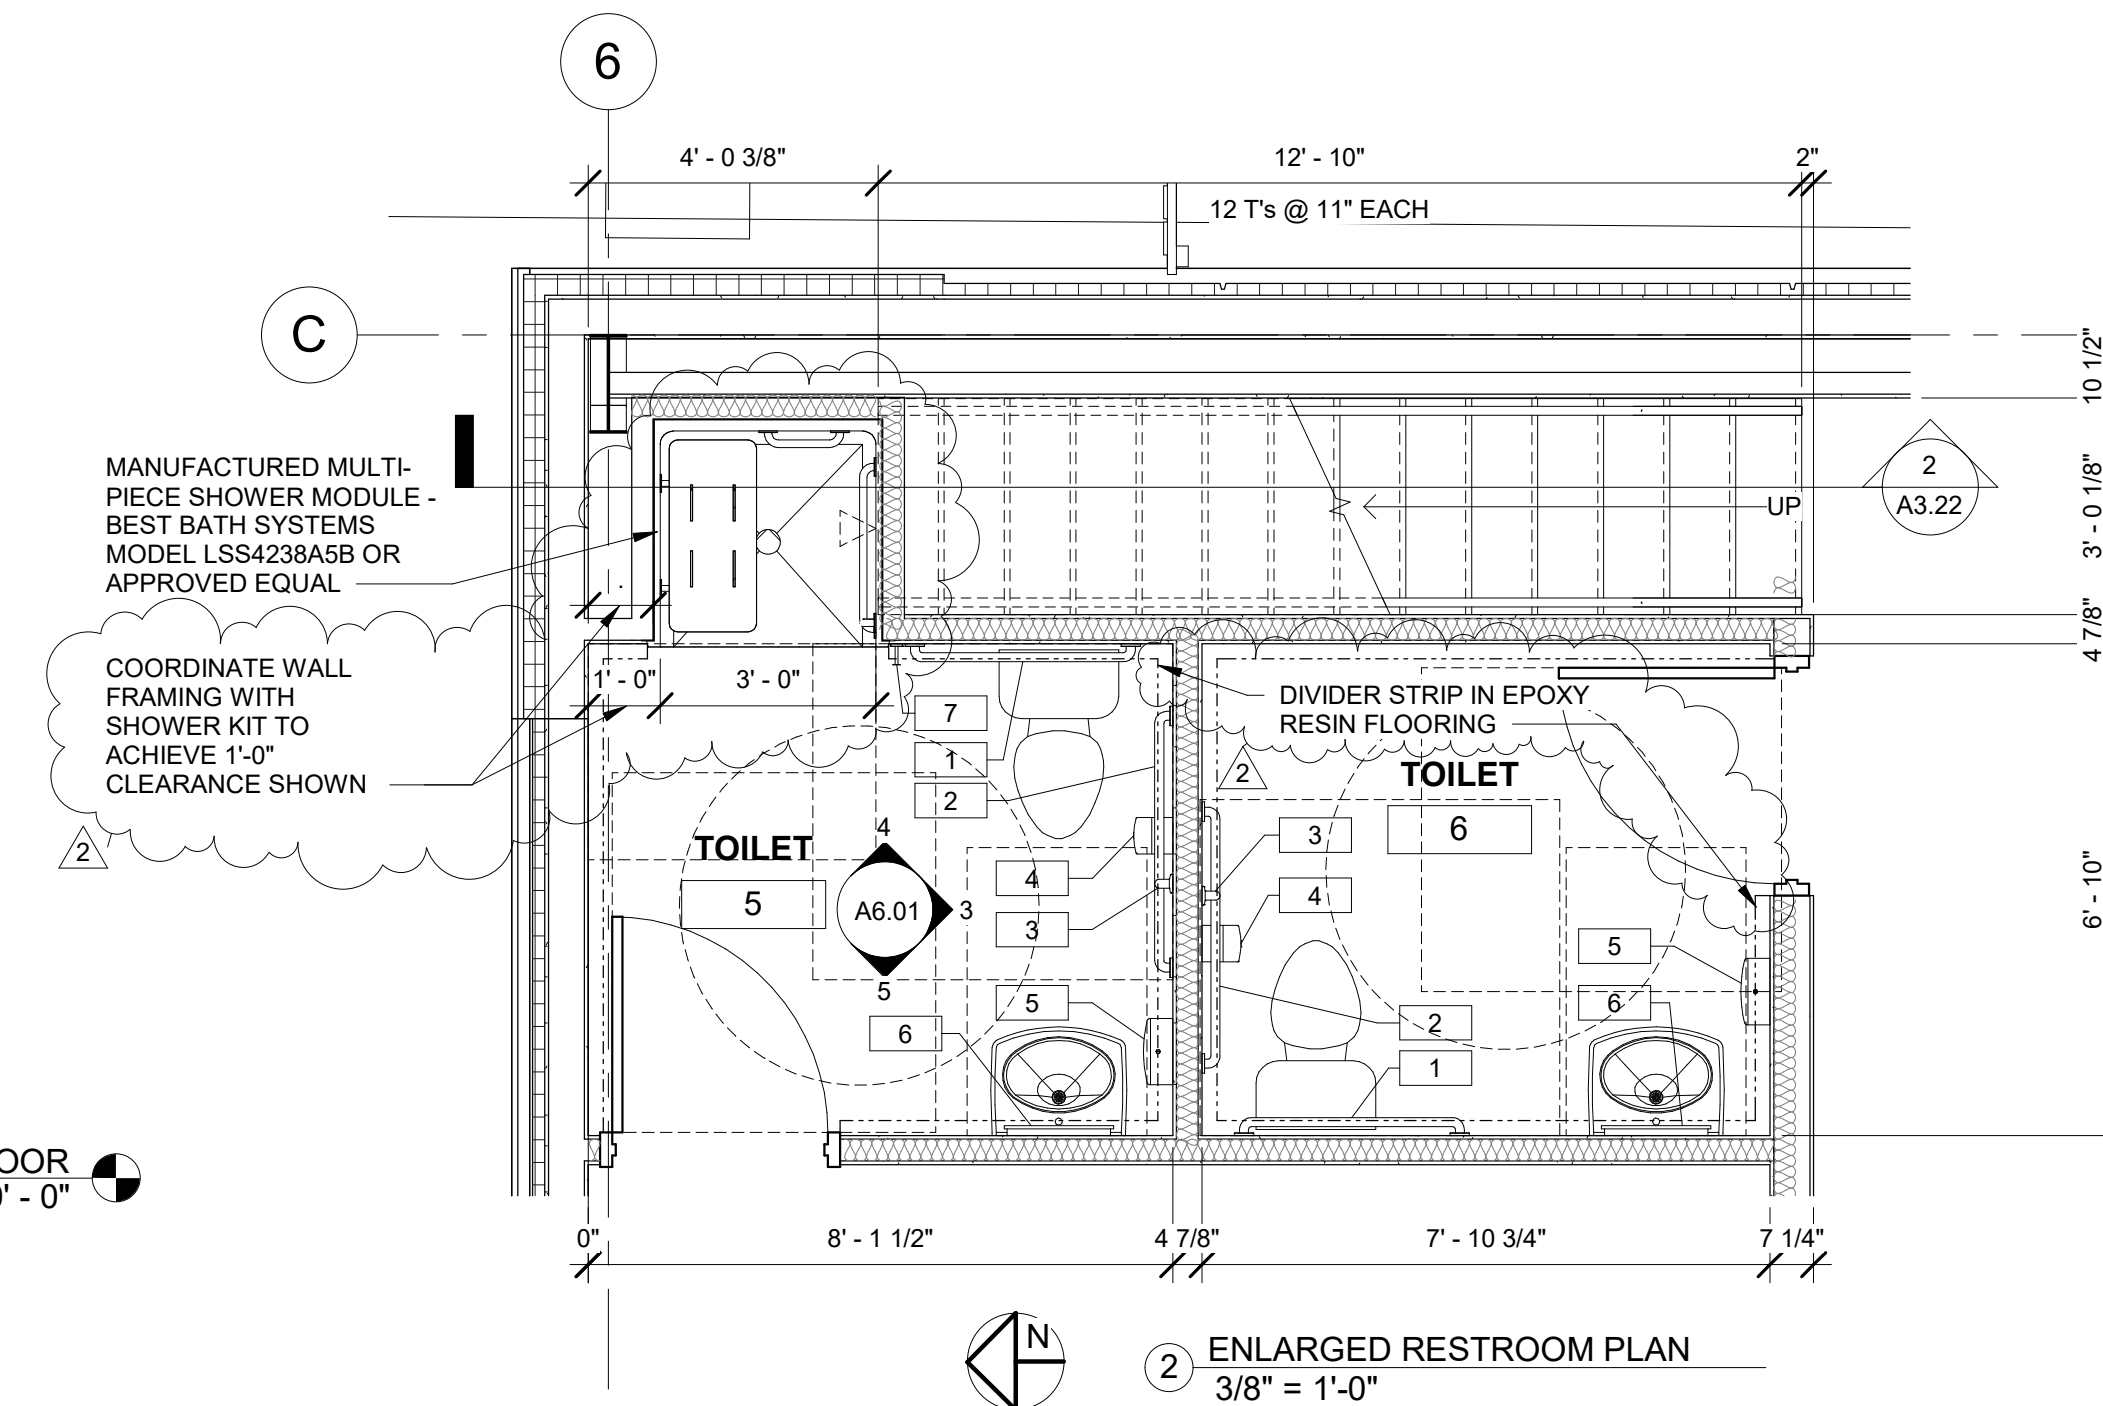 6
4' - 0 3/8"
12' - 10"
2"
12 T's @ 11" EACH
C
10 1/2"
3' - 0 1/8"
4 7/8"
6' - 10"
2
A3.22
UP
MANUFACTURED MULTI-
PIECE SHOWER MODULE -
BEST BATH SYSTEMS
MODEL LSS4238A5B OR
APPROVED EQUAL
COORDINATE WALL
FRAMING WITH
SHOWER KIT TO
ACHIEVE 1'-0"
CLEARANCE SHOWN
2
1' - 0"
3' - 0"
7
1
2
DIVIDER STRIP IN EPOXY
RESIN FLOORING
2
TOILET
6
TOILET
5
4
A6.01
3
5
4
3
5
6
3
4
5
6
2
1
OOR
0' - 0"
0"
8' - 1 1/2"
4 7/8"
7' - 10 3/4"
7 1/4"
N
2
ENLARGED RESTROOM PLAN
3/8" = 1'-0"